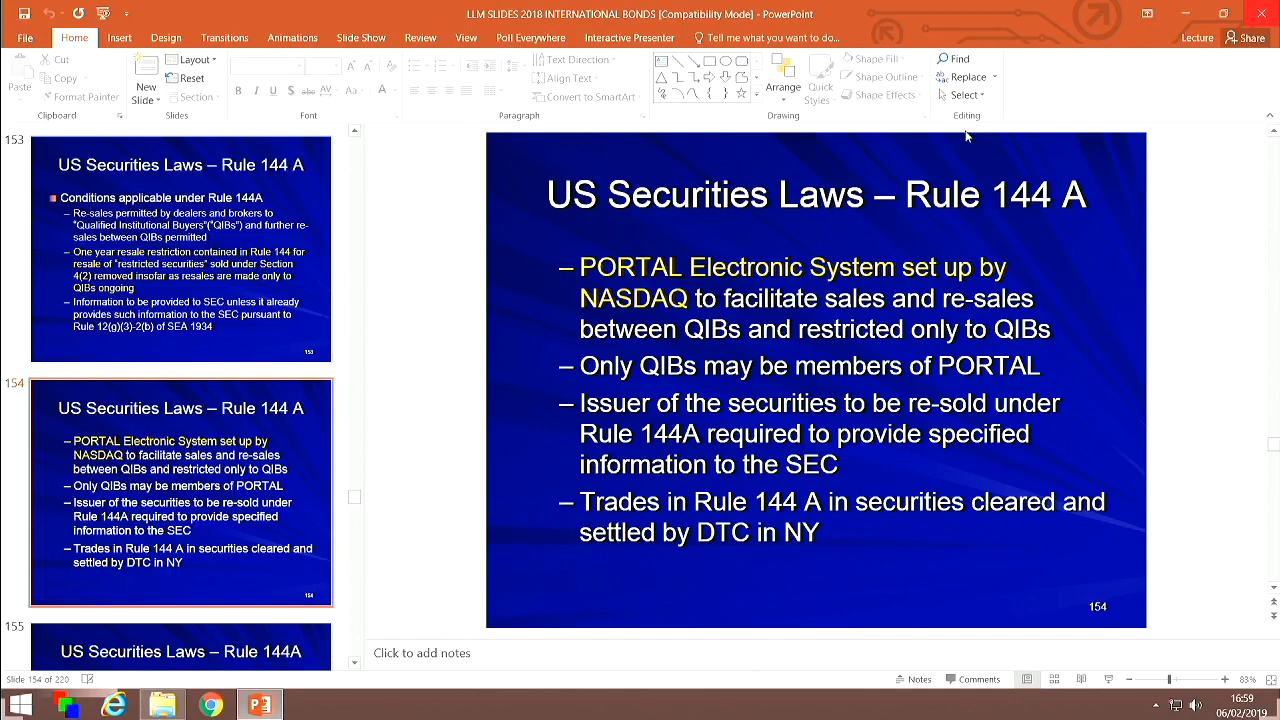 LLM SLIDES 2018 INTERNATIONAL BONDS [Compatibility Mode] - PowerPoint
File Home Insert Design Transitions Animations Slide Show Review View Poll Everywhere Interactive Presenter Tell me what you want to do... Lecture Share
Paste
Cut
Copy
Format Painter
Clipboard
New
Slide
Layout
Reset
Section
Slides
B I U S abc AV Aa A
Font
Text Direction
Align Text
Convert to SmartArt
Paragraph
Arrange
Quick
Styles
Shape Fill
Shape Outline
Shape Effects
Drawing
Find
Replace
Select
Editing
153
US Securities Laws – Rule 144 A
Conditions applicable under Rule 144A
– Re-sales permitted by dealers and brokers to
"Qualified Institutional Buyers"("QIBs") and further re-
sales between QIBs permitted
– One year resale restriction contained in Rule 144 for
resale of "restricted securities" sold under Section
4(2) removed insofar as resales are made only to
QIBs ongoing
– Information to be provided to SEC unless it already
provides such information to the SEC pursuant to
Rule 12(g)(3)-2(b) of SEA 1934
153
154
US Securities Laws – Rule 144 A
– PORTAL Electronic System set up by
NASDAQ to facilitate sales and re-sales
between QIBs and restricted only to QIBs
– Only QIBs may be members of PORTAL
– Issuer of the securities to be re-sold under
Rule 144A required to provide specified
information to the SEC
– Trades in Rule 144 A in securities cleared and
settled by DTC in NY
154
155
US Securities Laws – Rule 144A
US Securities Laws – Rule 144 A
– PORTAL Electronic System set up by
NASDAQ to facilitate sales and re-sales
between QIBs and restricted only to QIBs
– Only QIBs may be members of PORTAL
– Issuer of the securities to be re-sold under
Rule 144A required to provide specified
information to the SEC
– Trades in Rule 144 A in securities cleared and
settled by DTC in NY
154
Click to add notes
Slide 154 of 220 Notes Comments 83%
16:59
06/02/2019